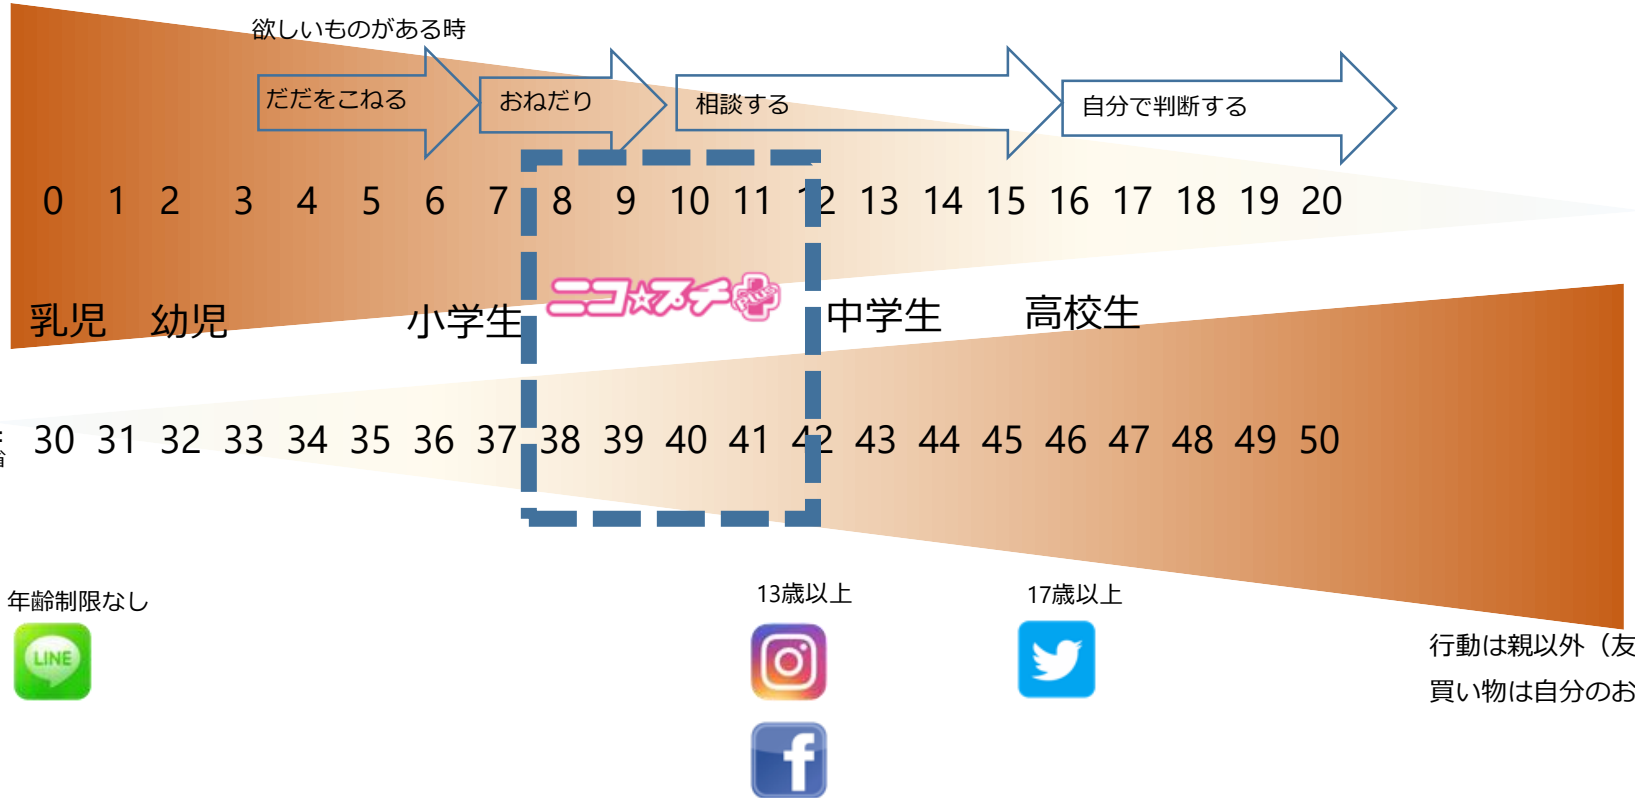 欲しいものがある時
だだをこねる
おねだり
相談する
自分で判断する
0 1 2 3 4 5 6 7 8 9 10 11 12 13 14 15 16 17 18 19 20
ニコ☆プチ PLUS
乳児 幼児 小学生 中学生 高校生
30 31 32 33 34 35 36 37 38 39 40 41 42 43 44 45 46 47 48 49 50
年齢制限なし
13歳以上
17歳以上
LINE
f
行動は親以外（友
買い物は自分のお